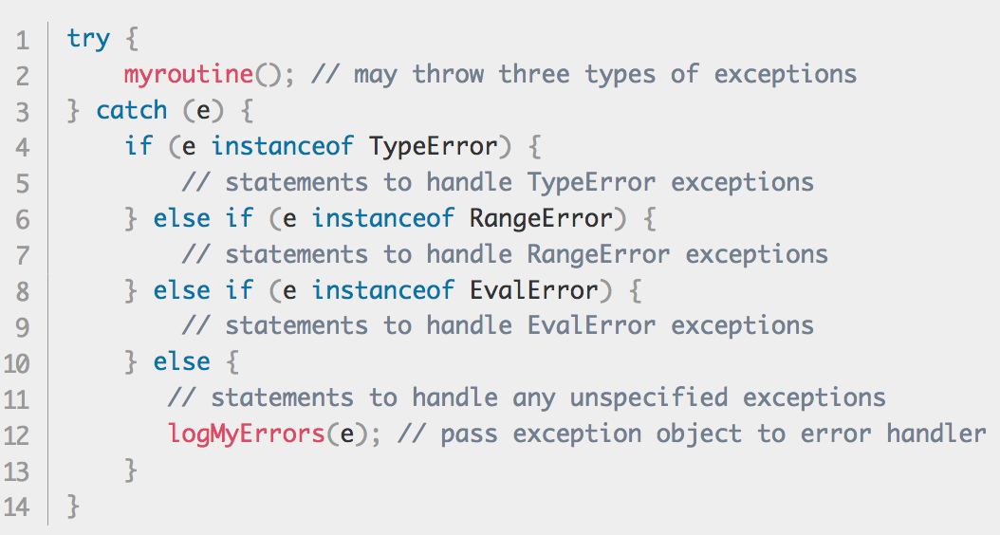 1 try {
2     myroutine(); // may throw three types of exceptions
3 } catch (e) {
4     if (e instanceof TypeError) {
5         // statements to handle TypeError exceptions
6     } else if (e instanceof RangeError) {
7         // statements to handle RangeError exceptions
8     } else if (e instanceof EvalError) {
9         // statements to handle EvalError exceptions
10     } else {
11        // statements to handle any unspecified exceptions
12        logMyErrors(e); // pass exception object to error handler
13     }
14 }